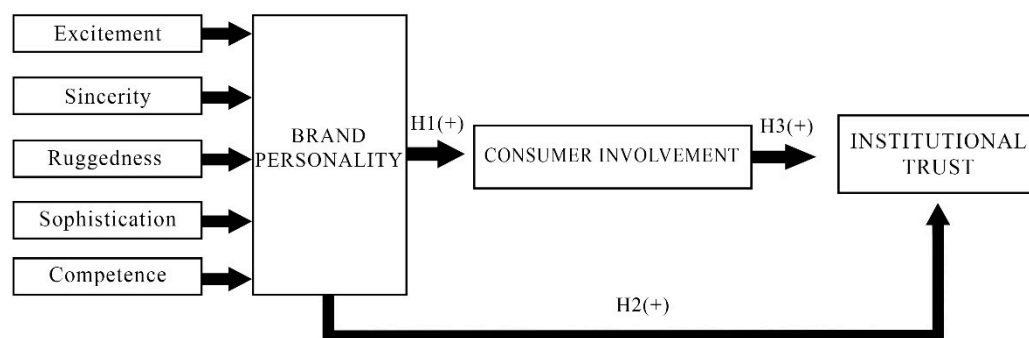 Excitement
Sincerity
Ruggedness
Sophistication
Competence
BRAND
PERSONALITY
H1(+)
CONSUMER INVOLVEMENT
H3(+)
INSTITUTIONAL
TRUST
H2(+)